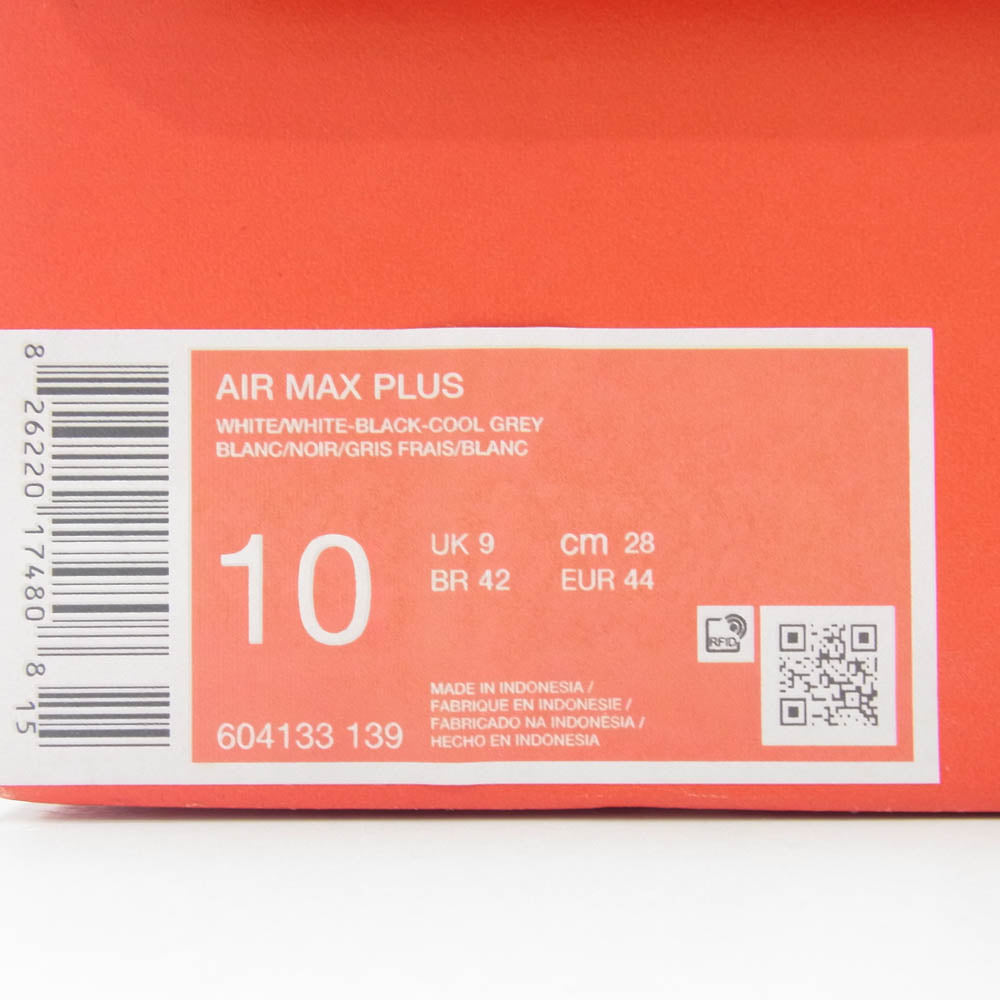 AIR MAX PLUS
WHITE/WHITE-BLACK-COOL GREY
BLANC/NOIR/GRIS FRAIS/BLANC
10
UK 9 cm 28
BR 42 EUR 44
RFID
MADE IN INDONESIA /
FABRIQUE EN INDONESIE /
FABRICADO NA INDONÉSIA /
HECHO EN INDONESIA
604133 139
8 26220 17480 8
15